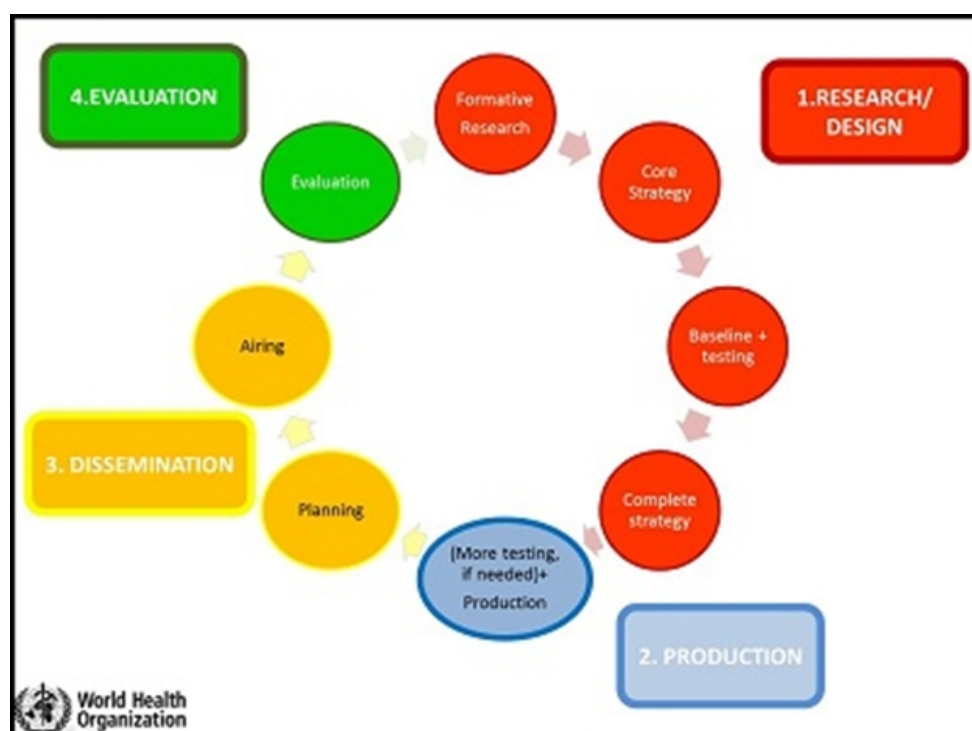 4.EVALUATION
Formative
Research
1.RESEARCH/
DESIGN
Evaluation
Core
Strategy
Airing
Baseline +
testing
3. DISSEMINATION
Planning
Complete
strategy
(More testing,
if needed)+
Production
2. PRODUCTION
World Health
Organization